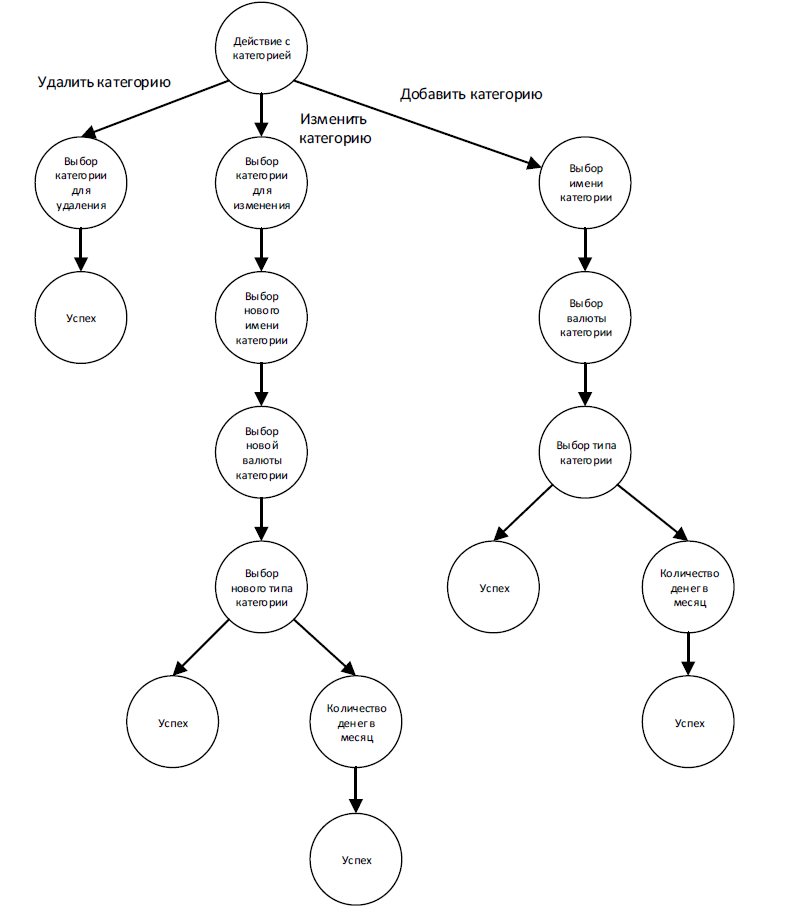 Действие с
категорией
Удалить категорию
Добавить категорию
Изменить
категорию
Выбор
категории
для
удаления
Выбор
категории
для
изменения
Выбор
имени
категории
Успех
Выбор
нового
имени
категории
Выбор
валюты
категории
Выбор
новой
валюты
категории
Выбор типа
категории
Выбор
нового типа
категории
Успех
Количество
денег в
месяц
Успех
Количество
денег в
месяц
Успех
Успех